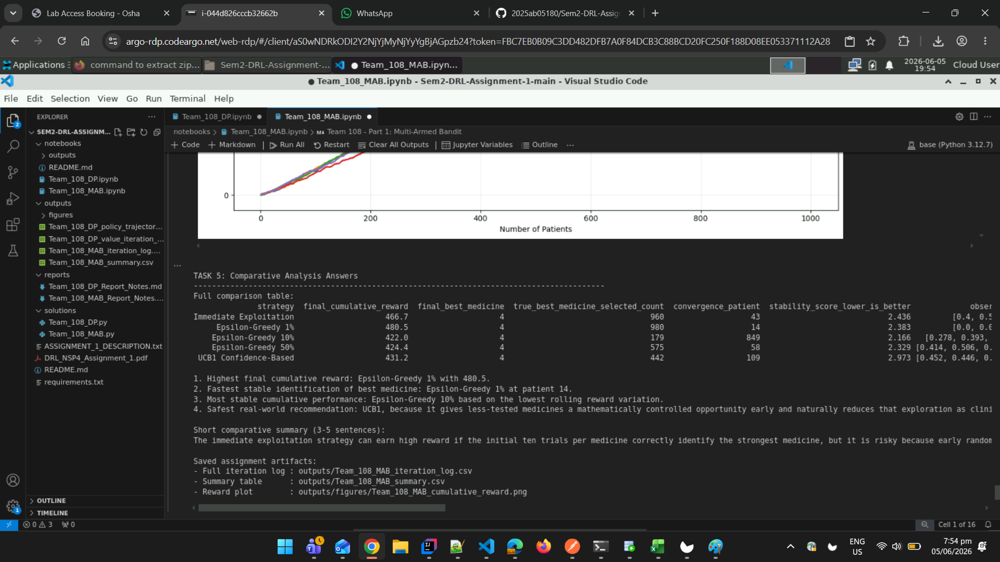 Lab Access Booking - Osha
i-044d826cccb32662b
WhatsApp
2025ab05180/Sem2-DRL-Assig
argo-rdp.codeargo.net/web-rdp/#/client/aS0wNDRkODI2Y2NjYjMyNjYyYgBjAGpzb24?token=FBC7EB0B09C3DD482DFB7A0F84DCB3C88BCD20FC250F188D08EE053371112A28
Applications
command to extract zip...
Sem2-DRL-Assignment-...
Team_108_MAB.ipyn...
2026-06-05
19:54
Cloud User
Team_108_MAB.ipynb - Sem2-DRL-Assignment-1-main - Visual Studio Code
File Edit Selection View Go Run Terminal Help
EXPLORER
Team_108_DP.ipynb
Team_108_MAB.ipynb
SEM2-DRL-ASSIGNM...
notebooks > Team_108_MAB.ipynb > Team 108 - Part 1: Multi-Armed Bandit
+ Code + Markdown | Run All Restart Clear All Outputs | Jupyter Variables Outline ...
base (Python 3.12.7)
notebooks
outputs
README.md
Team_108_DP.ipynb
Team_108_MAB.ipynb
outputs
figures
Team_108_DP_policy_trajector...
Team_108_DP_value_iteration_...
Team_108_MAB_iteration_log....
Team_108_MAB_summary.csv
reports
Team_108_DP_Report_Notes.md
Team_108_MAB_Report_Notes....
solutions
Team_108_DP.py
Team_108_MAB.py
ASSIGNMENT_1_DESCRIPTION.txt
DRL_NSP4_Assignment_1.pdf
README.md
requirements.txt
OUTLINE
TIMELINE
0
0 200 400 600 800 1000
Number of Patients
...
TASK 5: Comparative Analysis Answers
------------------------------------------------------------------------------------------
Full comparison table:
strategy final_cumulative_reward final_best_medicine true_best_medicine_selected_count convergence_patient stability_score_lower_is_better obser
Immediate Exploitation 466.7 4 960 43 2.436 [0.4, 0.5
Epsilon-Greedy 1% 480.5 4 980 14 2.383 [0.0, 0.6
Epsilon-Greedy 10% 422.0 4 179 849 2.166 [0.278, 0.393,
Epsilon-Greedy 50% 424.4 4 575 58 2.329 [0.414, 0.506, 0.
UCB1 Confidence-Based 431.2 4 442 109 2.973 [0.452, 0.446, 0.
1. Highest final cumulative reward: Epsilon-Greedy 1% with 480.5.
2. Fastest stable identification of best medicine: Epsilon-Greedy 1% at patient 14.
3. Most stable cumulative performance: Epsilon-Greedy 10% based on the lowest rolling reward variation.
4. Safest real-world recommendation: UCB1, because it gives less-tested medicines a mathematically controlled opportunity early and naturally reduces that exploration as clini
Short comparative summary (3-5 sentences):
The immediate exploitation strategy can earn high reward if the initial ten trials per medicine correctly identify the strongest medicine, but it is risky because early random
Saved assignment artifacts:
- Full iteration log : outputs/Team_108_MAB_iteration_log.csv
- Summary table : outputs/Team_108_MAB_summary.csv
- Reward plot : outputs/figures/Team_108_MAB_cumulative_reward.png
0 3 0
Cell 1 of 16
ENG
US
7:54 pm
05/06/2026